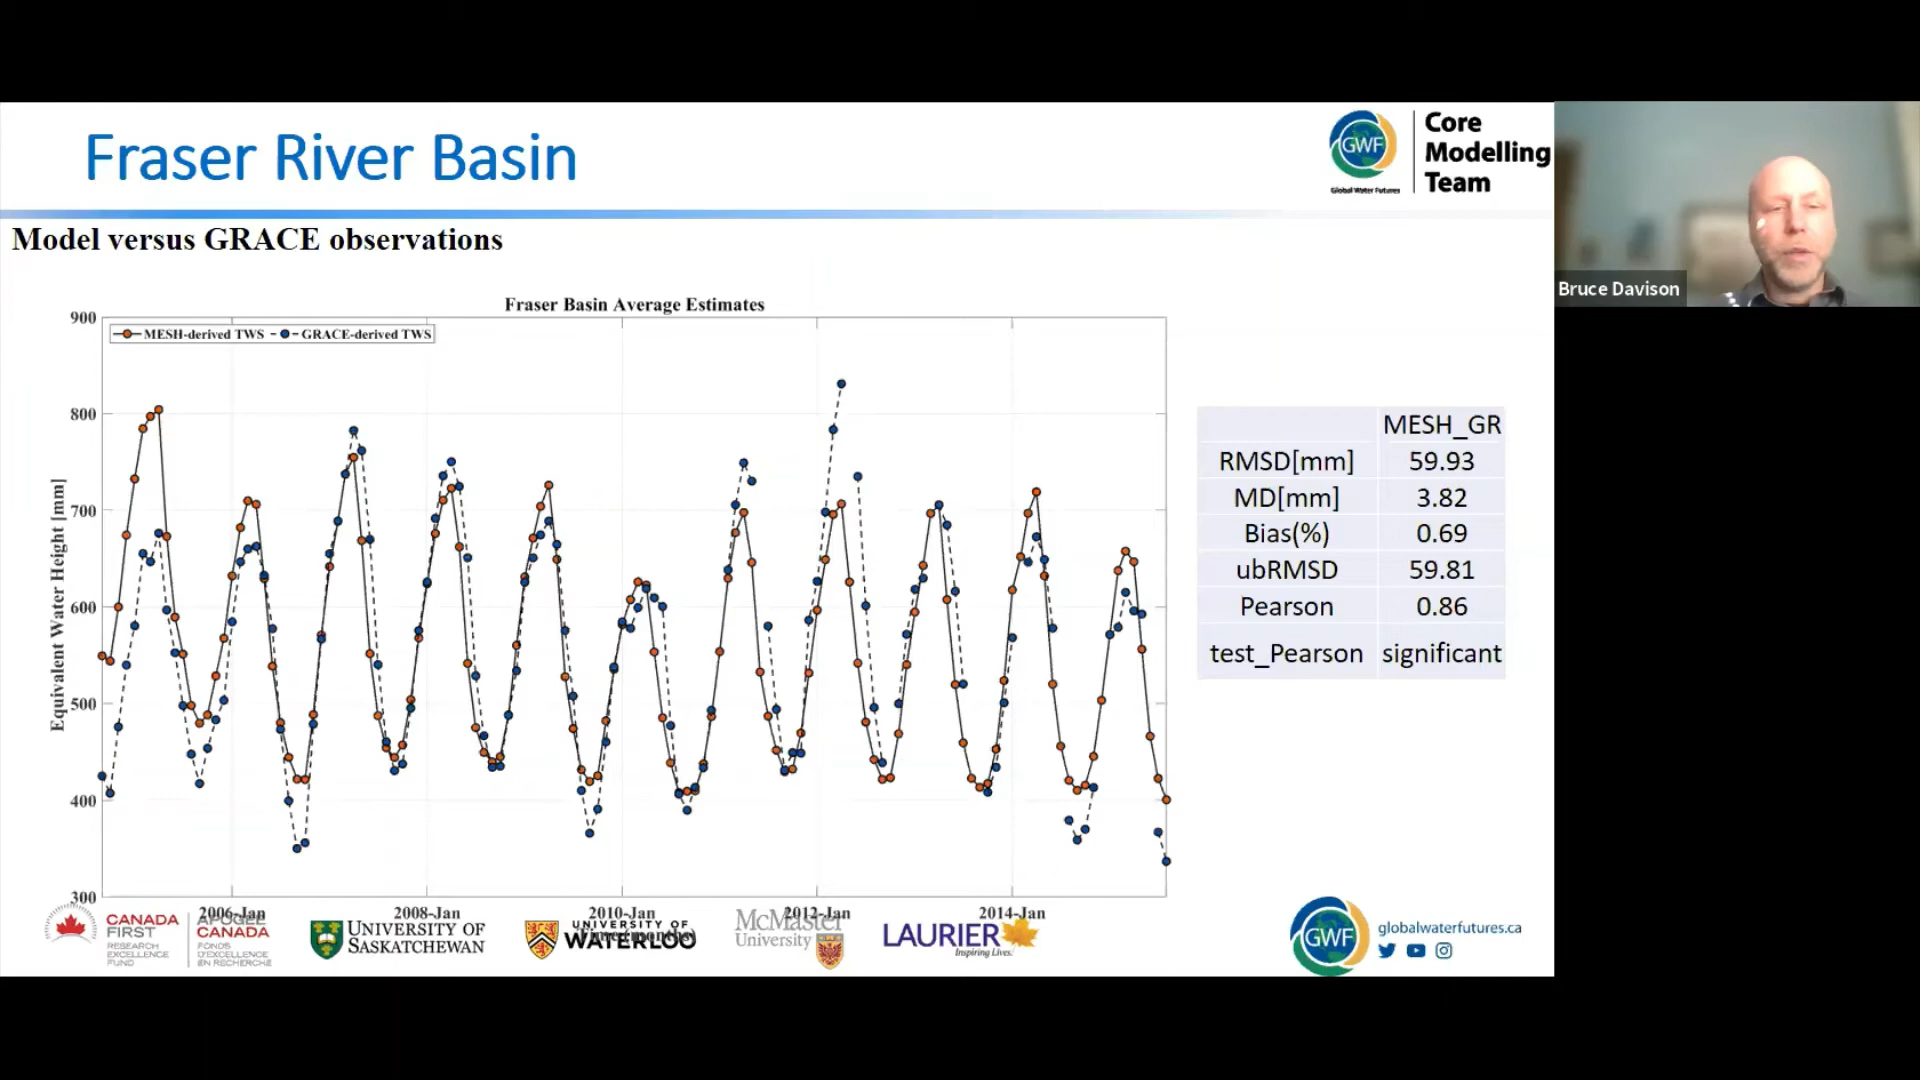 Fraser River Basin
GWF
Global Water Futures
Core
Modelling
Team
Bruce Davison
Model versus GRACE observations
Fraser Basin Average Estimates
MESH-derived TWS
GRACE-derived TWS
Equivalent Water Height [mm]
900
800
700
600
500
400
300
2006-Jan
2008-Jan
2010-Jan
2012-Jan
2014-Jan
Time (months)
MESH_GR
RMSD[mm] 59.93
MD[mm] 3.82
Bias(%) 0.69
ubRMSD 59.81
Pearson 0.86
test_Pearson significant
CANADA
FIRST
RESEARCH
EXCELLENCE
FUND
APOGÉE
CANADA
FONDS
D'EXCELLENCE
EN RECHERCHE
UNIVERSITY OF
SASKATCHEWAN
UNIVERSITY OF
WATERLOO
McMaster
University
LAURIER
Inspiring Lives.
GWF
globalwaterfutures.ca